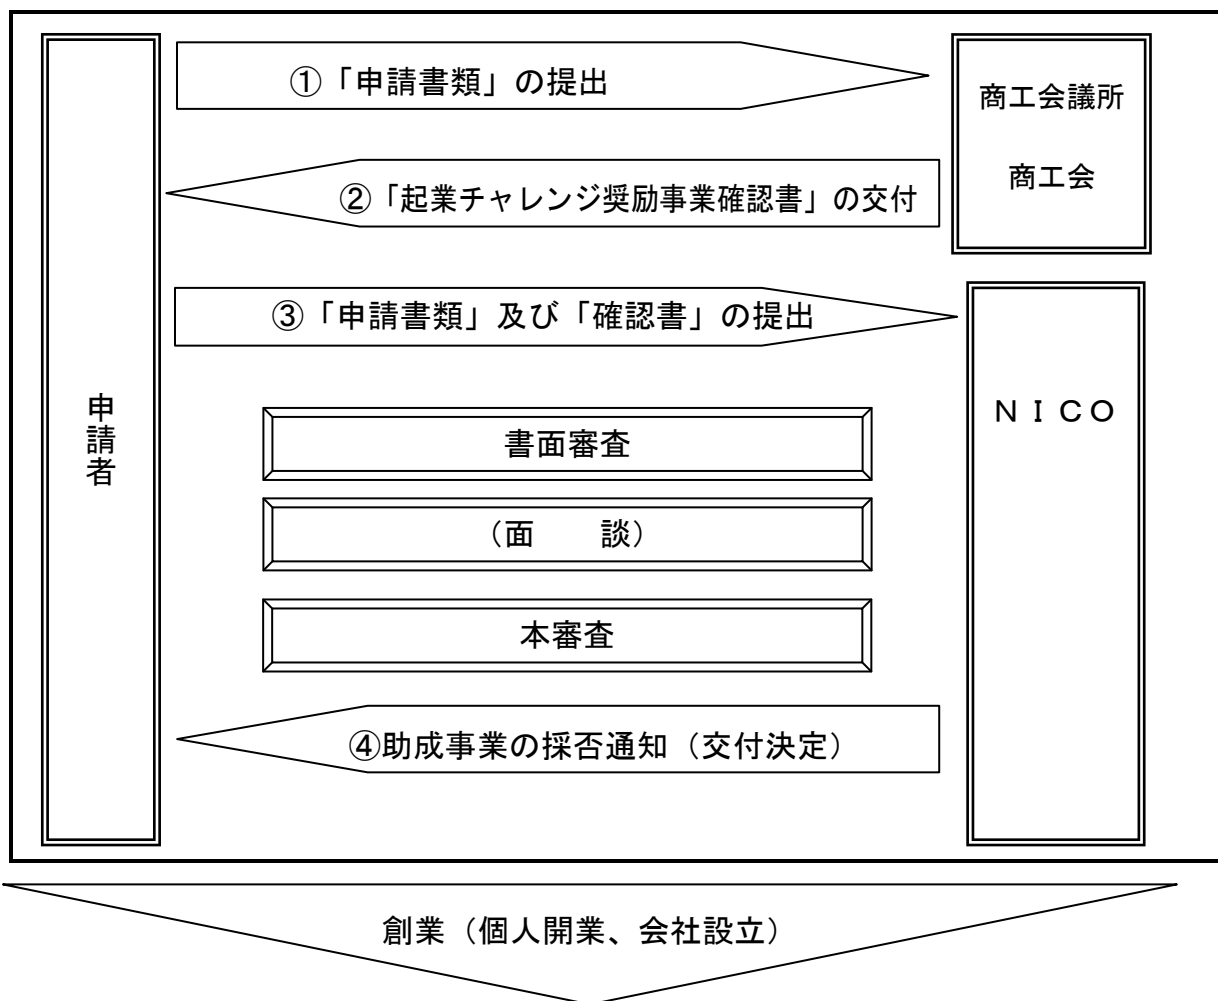 ①「申請書類」の提出
商工会議所
商工会
②「起業チャレンジ奨励事業確認書」の交付
③「申請書類」及び「確認書」の提出
申請者
ＮＩＣＯ
書面審査
（面　　談）
本審査
④助成事業の採否通知（交付決定）
創業（個人開業、会社設立）